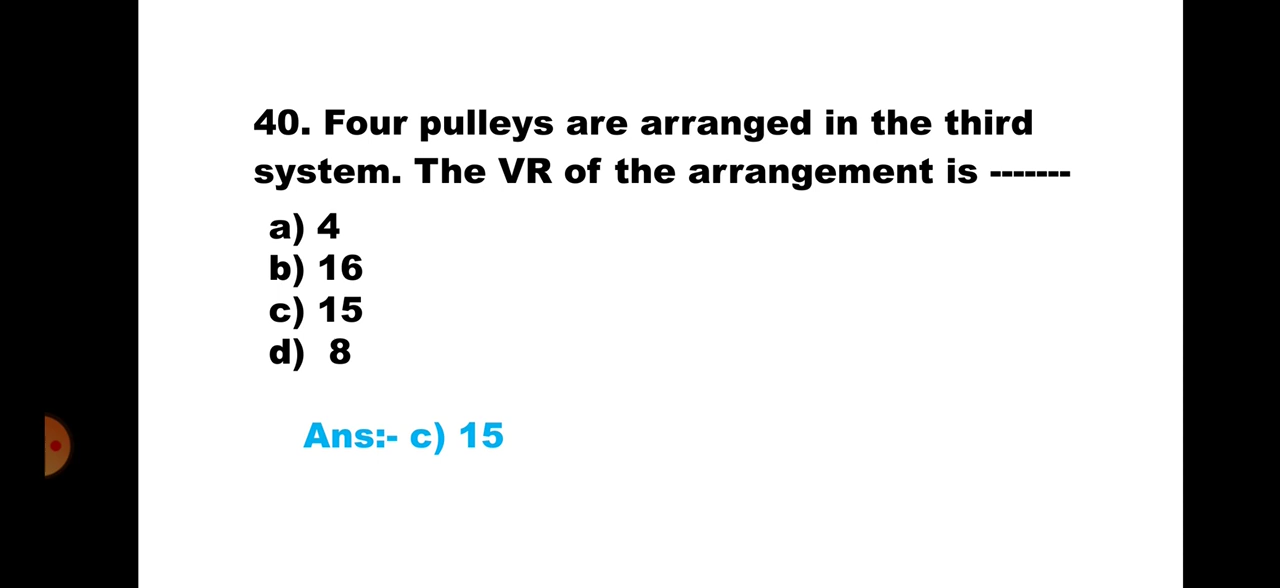 40. Four pulleys are arranged in the third
system. The VR of the arrangement is -------
a) 4
b) 16
c) 15
d) 8
Ans:- c) 15